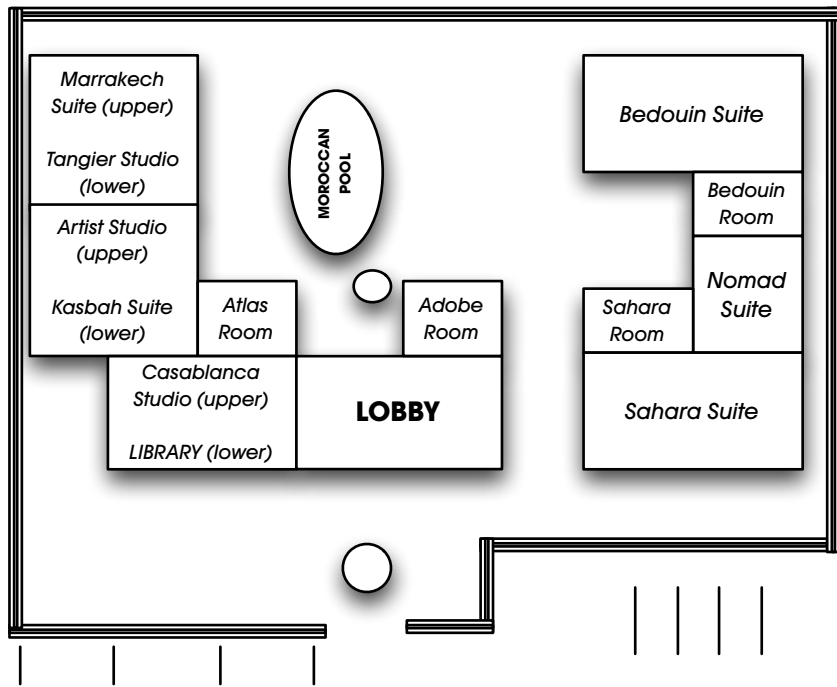 Marrakech
Suite (upper)
Tangier Studio
(lower)
Artist Studio
(upper)
Kasbah Suite
(lower)
Atlas
Room
Casablanca
Studio (upper)
LIBRARY (lower)
MOROCCAN
POOL
Adobe
Room
LOBBY
Bedouin Suite
Bedouin
Room
Nomad
Suite
Sahara
Room
Sahara Suite